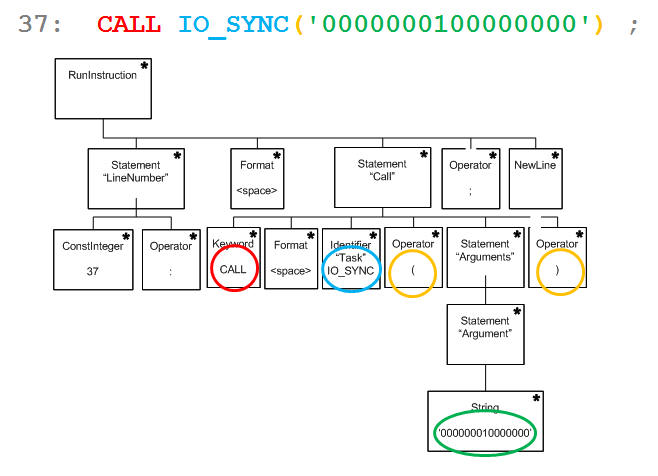 37:  CALL IO_SYNC('0000000100000000') ;
* RunInstruction
* Statement
"LineNumber"
* Format
<space>
* Statement
"Call"
* Operator
;
* NewLine
* ConstInteger
37
* Operator
:
* Keyword
CALL
* Format
<space>
* Identifier
"Task"
IO_SYNC
* Operator
(
* Statement
"Arguments"
* Operator
)
* Statement
"Argument"
* String
'000000010000000'